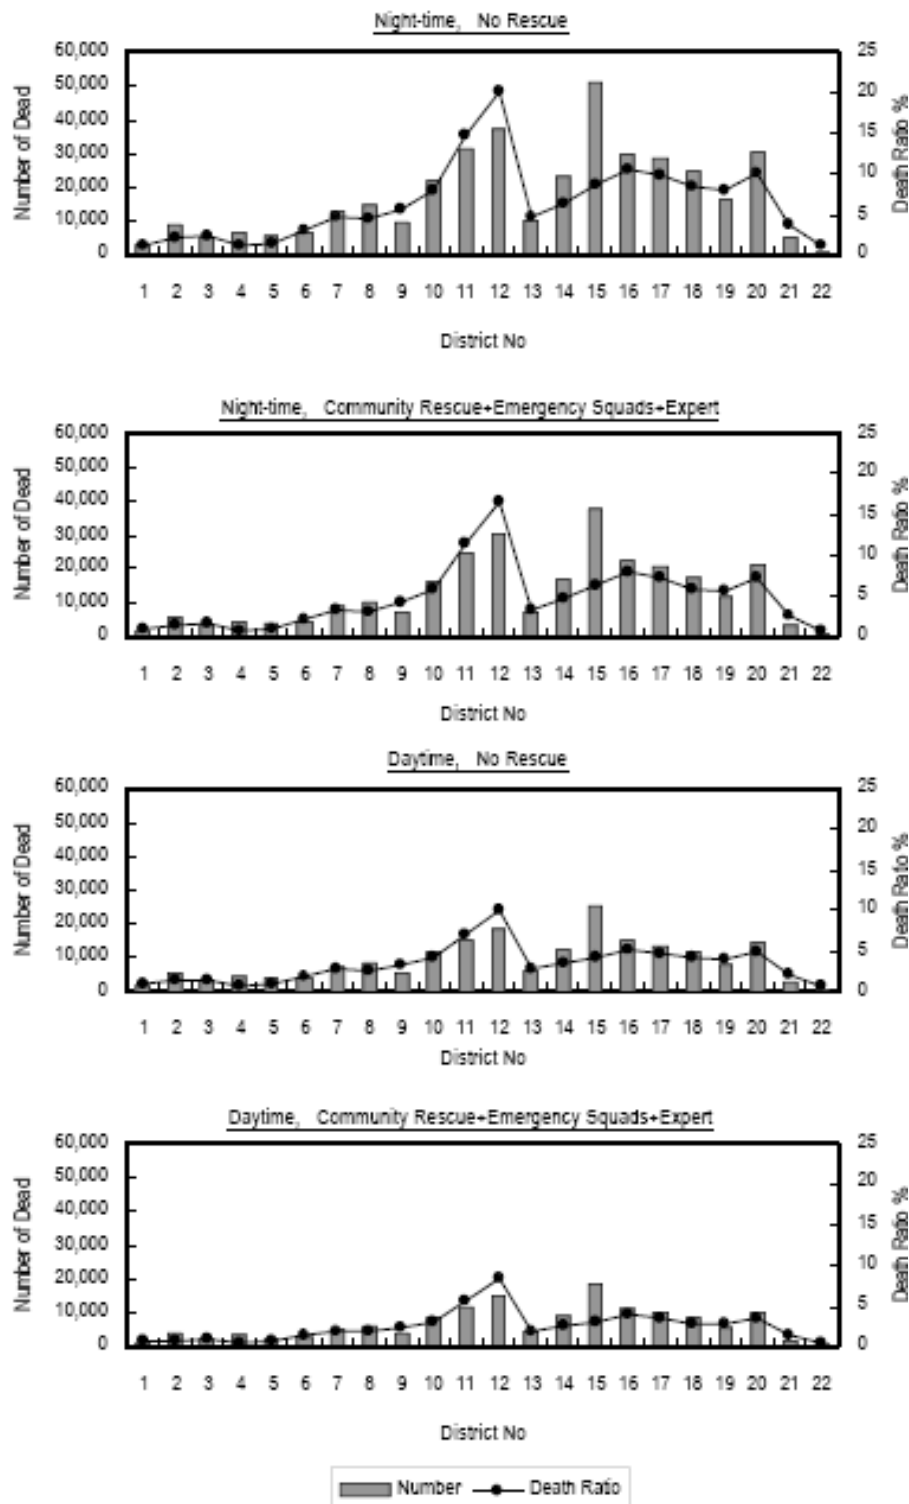 Night-time, No Rescue
60,000
50,000
40,000
30,000
20,000
10,000
0
Number of Dead
25
20
15
10
5
0
Death Ratio %
1 2 3 4 5 6 7 8 9 10 11 12 13 14 15 16 17 18 19 20 21 22
District No
Night-time, Community Rescue+Emergency Squads+Expert
60,000
50,000
40,000
30,000
20,000
10,000
0
Number of Dead
25
20
15
10
5
0
Death Ratio %
1 2 3 4 5 6 7 8 9 10 11 12 13 14 15 16 17 18 19 20 21 22
District No
Daytime, No Rescue
60,000
50,000
40,000
30,000
20,000
10,000
0
Number of Dead
25
20
15
10
5
0
Death Ratio %
1 2 3 4 5 6 7 8 9 10 11 12 13 14 15 16 17 18 19 20 21 22
District No
Daytime, Community Rescue+Emergency Squads+Expert
60,000
50,000
40,000
30,000
20,000
10,000
0
Number of Dead
25
20
15
10
5
0
Death Ratio %
1 2 3 4 5 6 7 8 9 10 11 12 13 14 15 16 17 18 19 20 21 22
District No
Number Death Ratio